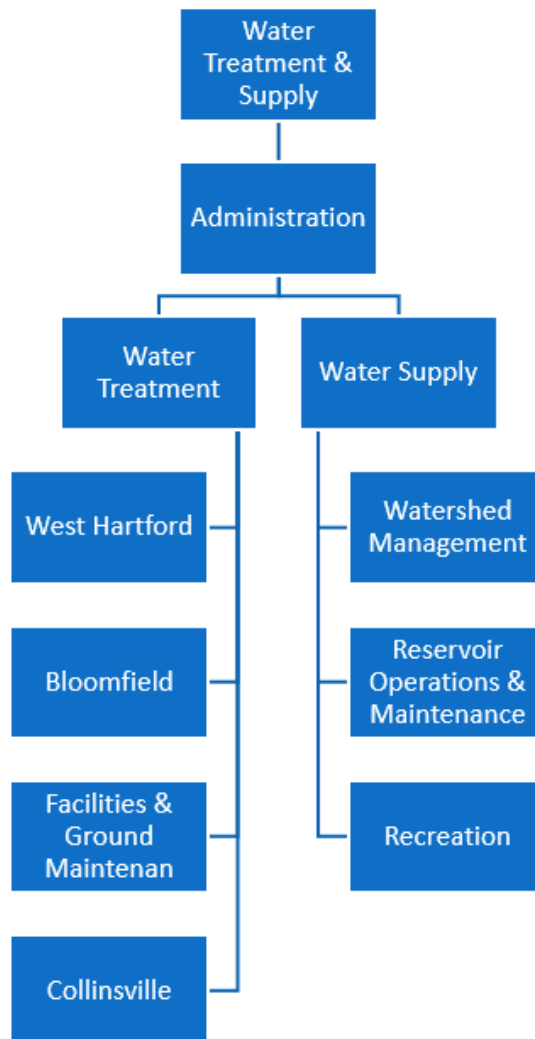 Water
Treatment &
Supply
Administration
Water
Treatment
Water Supply
West Hartford
Bloomfield
Facilities &
Ground
Maintenan
Collinsville
Watershed
Management
Reservoir
Operations &
Maintenance
Recreation